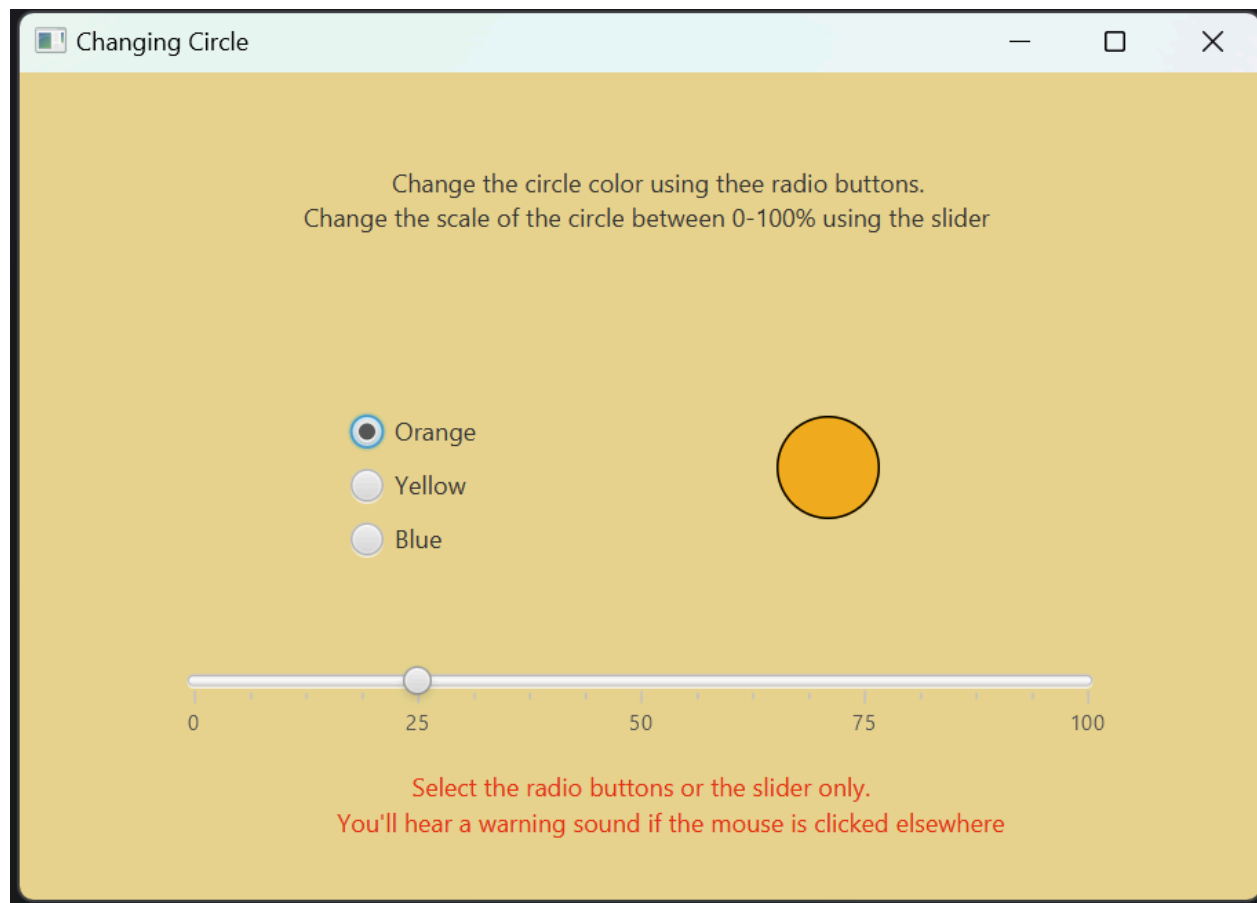 Changing Circle
Change the circle color using thee radio buttons.
Change the scale of the circle between 0-100% using the slider
Orange
Yellow
Blue
0 25 50 75 100
Select the radio buttons or the slider only.
You'll hear a warning sound if the mouse is clicked elsewhere